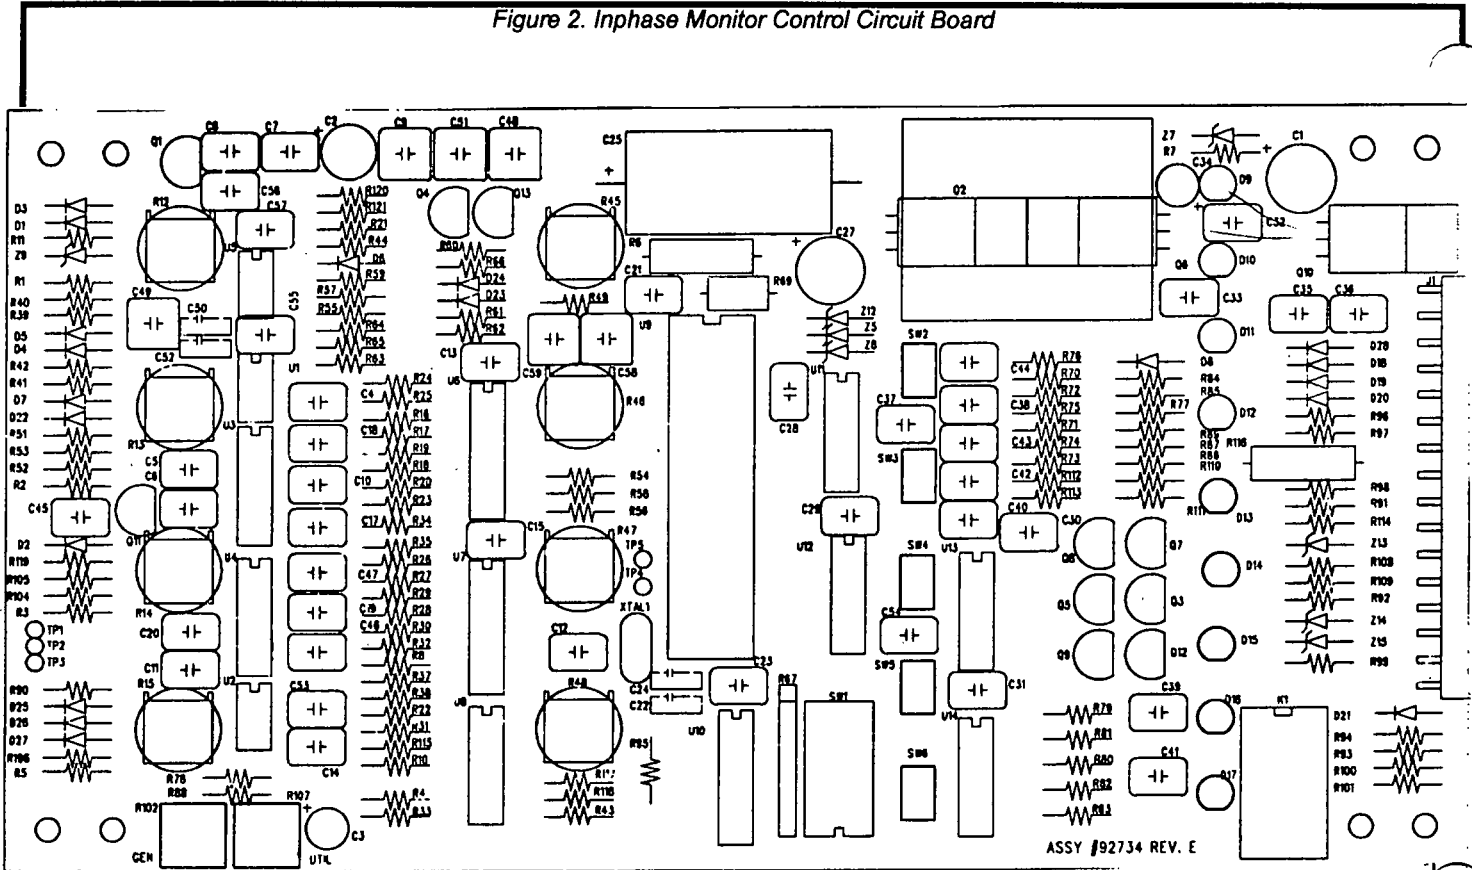 Figure 2. Inphase Monitor Control Circuit Board
Q1
C7
C2
C9
C51
C48
C25
Z7
R7
C34
C1
D9
Q2
R12
C56
C57
R120
R121
R21
R44
D6
R59
R57
R55
R64
R65
R63
Q4
Q13
R45
R6
C27
C32
D3
D1
R11
Z9
R60
R66
D24
D23
R61
R62
C21
R69
D10
Q10
J1
R1
R40
R39
D5
D4
R42
R41
D7
D22
R51
R53
R52
R2
C49
C50
C55
C52
U1
R49
U9
Z12
Z5
Z8
SW2
C33
C35
C36
D11
C13
U6
C59
C58
R46
C28
C37
SW3
C44
C38
C43
C42
R76
R70
R72
R75
R71
R74
R73
R112
R113
D8
R84
R85
R77
D12
R87
R88
R110
R116
D28
D18
D19
D20
R96
R97
R13
U3
C5
C4
C18
C10
C17
R24
R25
R16
R17
R19
R18
R20
R23
R34
R54
R58
R56
C45
Q11
C15
U7
R47
TP5
TP4
XTAL1
C29
U12
U13
SW4
C40
C30
R111
D13
R98
R91
R114
Z13
R108
R109
R92
Z14
Z15
R99
D2
R119
R105
R104
R3
TP1
TP2
TP3
R14
U4
C20
C11
R15
U2
C47
C19
C46
R35
R26
R27
R29
R28
R30
R32
R8
R37
R38
R22
R31
R115
R10
C12
C24
C22
C23
C54
SW5
Q8
Q7
Q5
Q3
Q9
D12
D14
D15
R90
D25
D26
D27
R106
R5
C53
C14
U8
R48
U10
R67
SW1
C31
U14
C39
D16
K1
D21
R94
R93
R100
R101
R78
R95
SW6
R79
R81
R80
R82
R83
C41
D17
R102
R107
C3
R4
R33
R118
R43
GEN
UTIL
ASSY #92734 REV. E